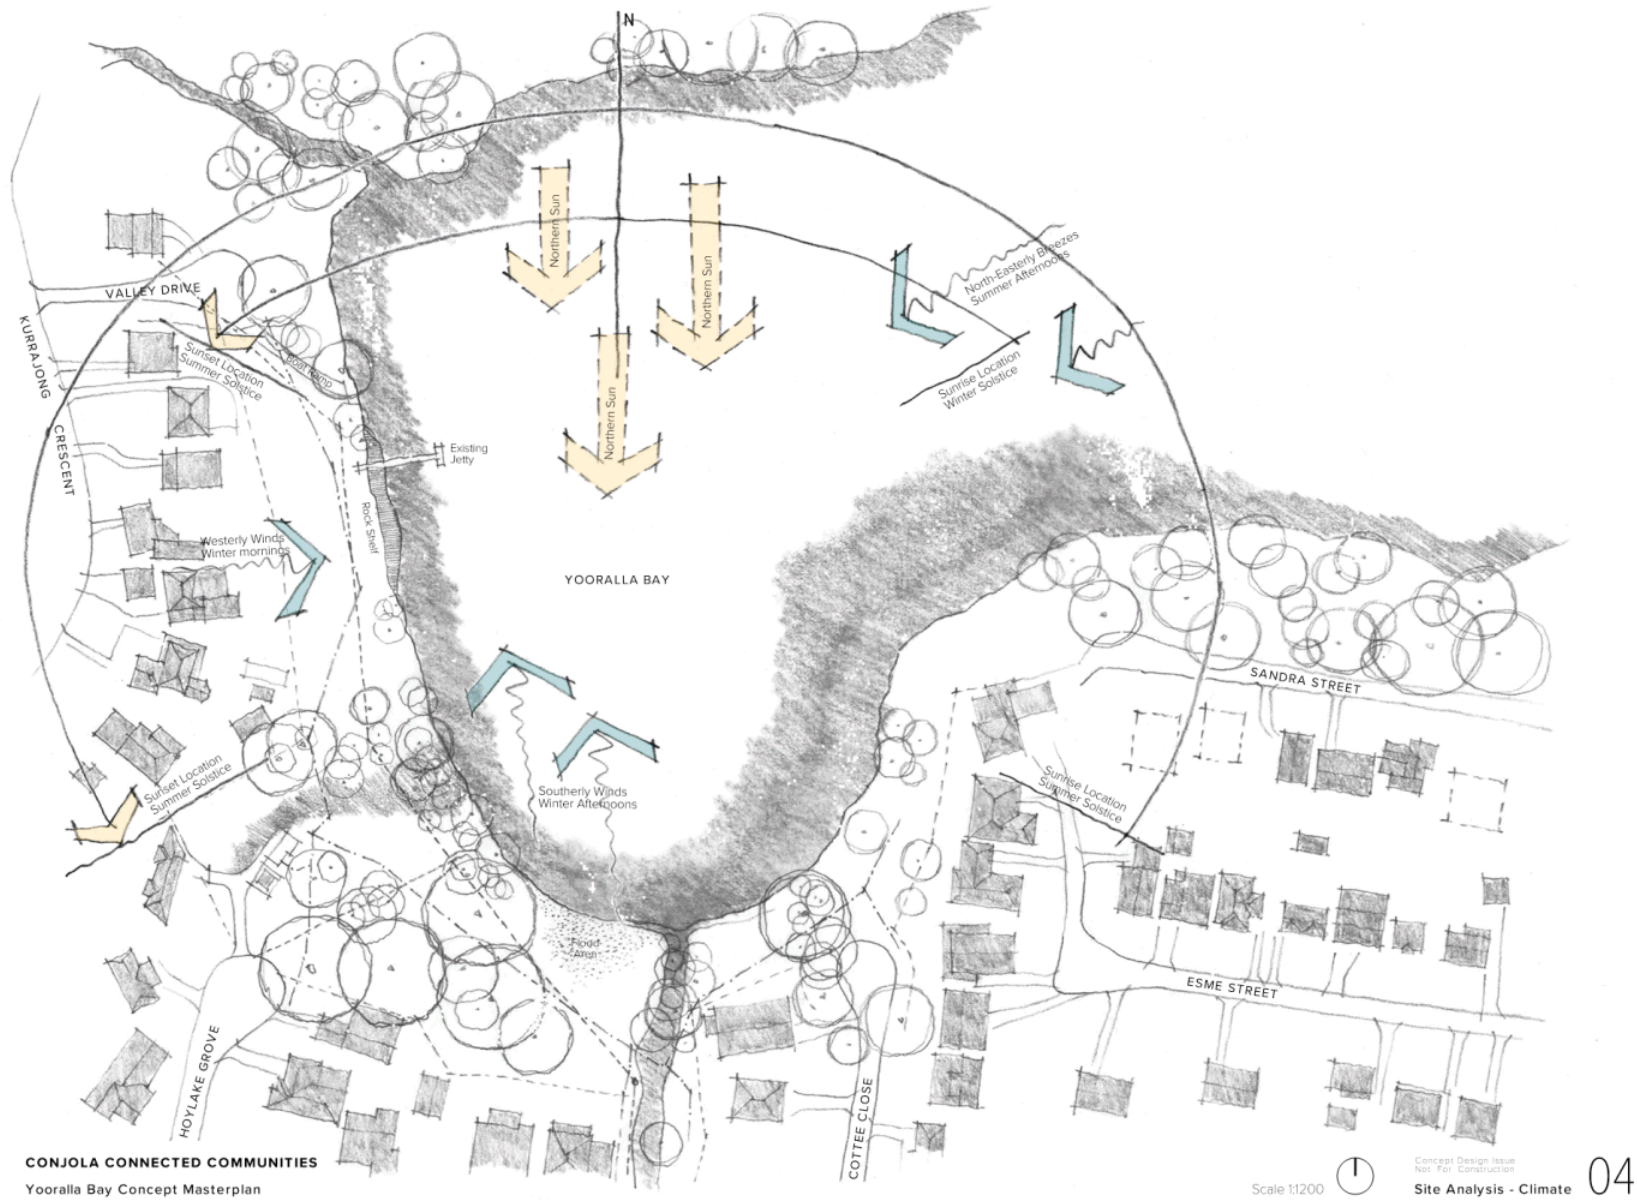 N
Northern Sun
Northern Sun
Northern Sun
North-Easterly Breezes
Summer Afternoons
Sunrise Location
Winter Solstice
VALLEY DRIVE
KURRAJONG
CRESCENT
Sunset Location
Summer Solstice
Boat Ramp
Existing
Jetty
Rock Shelf
Westerly Winds
Winter mornings
YOORALLA BAY
SANDRA STREET
Sunset Location
Summer Solstice
Southerly Winds
Winter Afternoons
Sunrise Location
Summer Solstice
Flood
Area
ESME STREET
HOYLAKE GROVE
COTTEE CLOSE
CONJOLA CONNECTED COMMUNITIES
Yooralla Bay Concept Masterplan
Scale 1:1200
Concept Design Issue
Not For Construction
Site Analysis - Climate
04